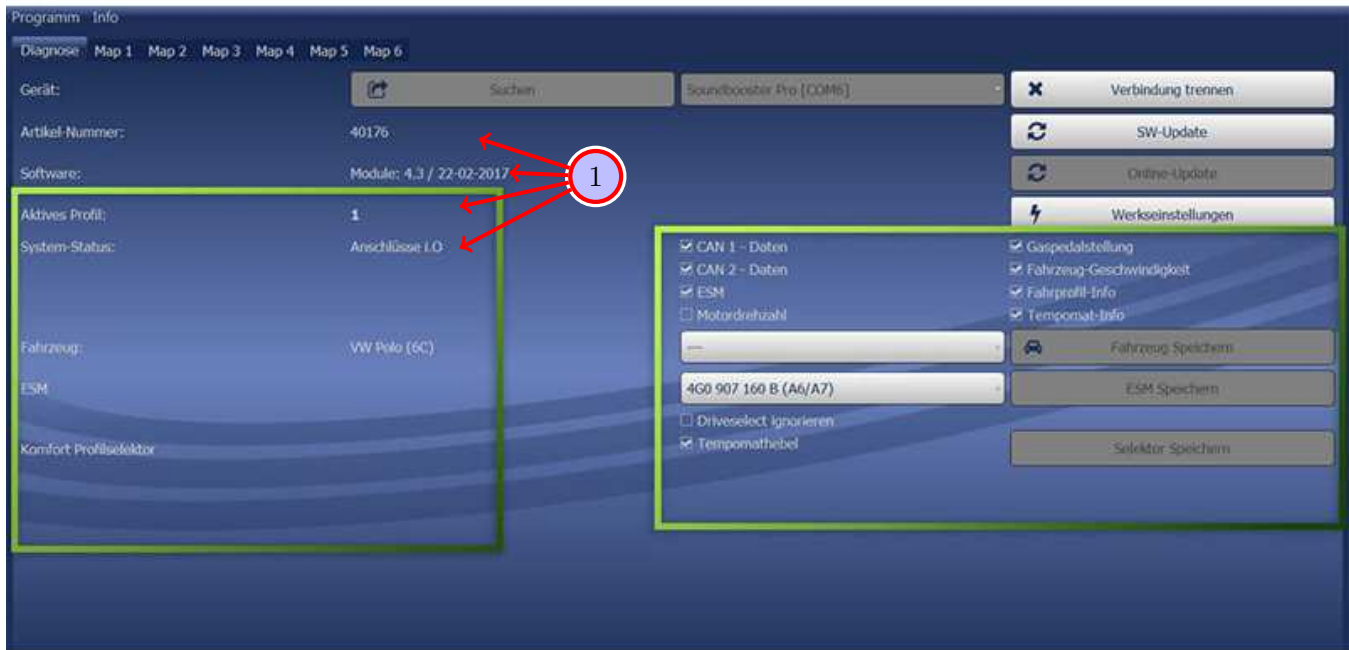 Programm Info
Diagnose Map 1 Map 2 Map 3 Map 4 Map 5 Map 6
Gerät: Suchen Soundbooster Pro [COM6] Verbindung trennen
Artikel-Nummer: 40176 SW-Update
Software: Module: 4.3 / 22-02-2017 1 Online-Update
Aktives Profil: 1 Werkseinstellungen
System-Status: Anschlüsse i.O CAN 1 - Daten Gaspedalstellung
CAN 2 - Daten Fahrzeug-Geschwindigkeit
ESM Fahrprofil-Info
Motordrehzahl Tempomat-Info
Fahrzeug: VW Polo (6C) --- Fahrzeug Speichern
ESM 4G0 907 160 B (A6/A7) ESM Speichern
Driveselect ignorieren
Komfort Profilselektor Tempomathebel Selektor Speichern